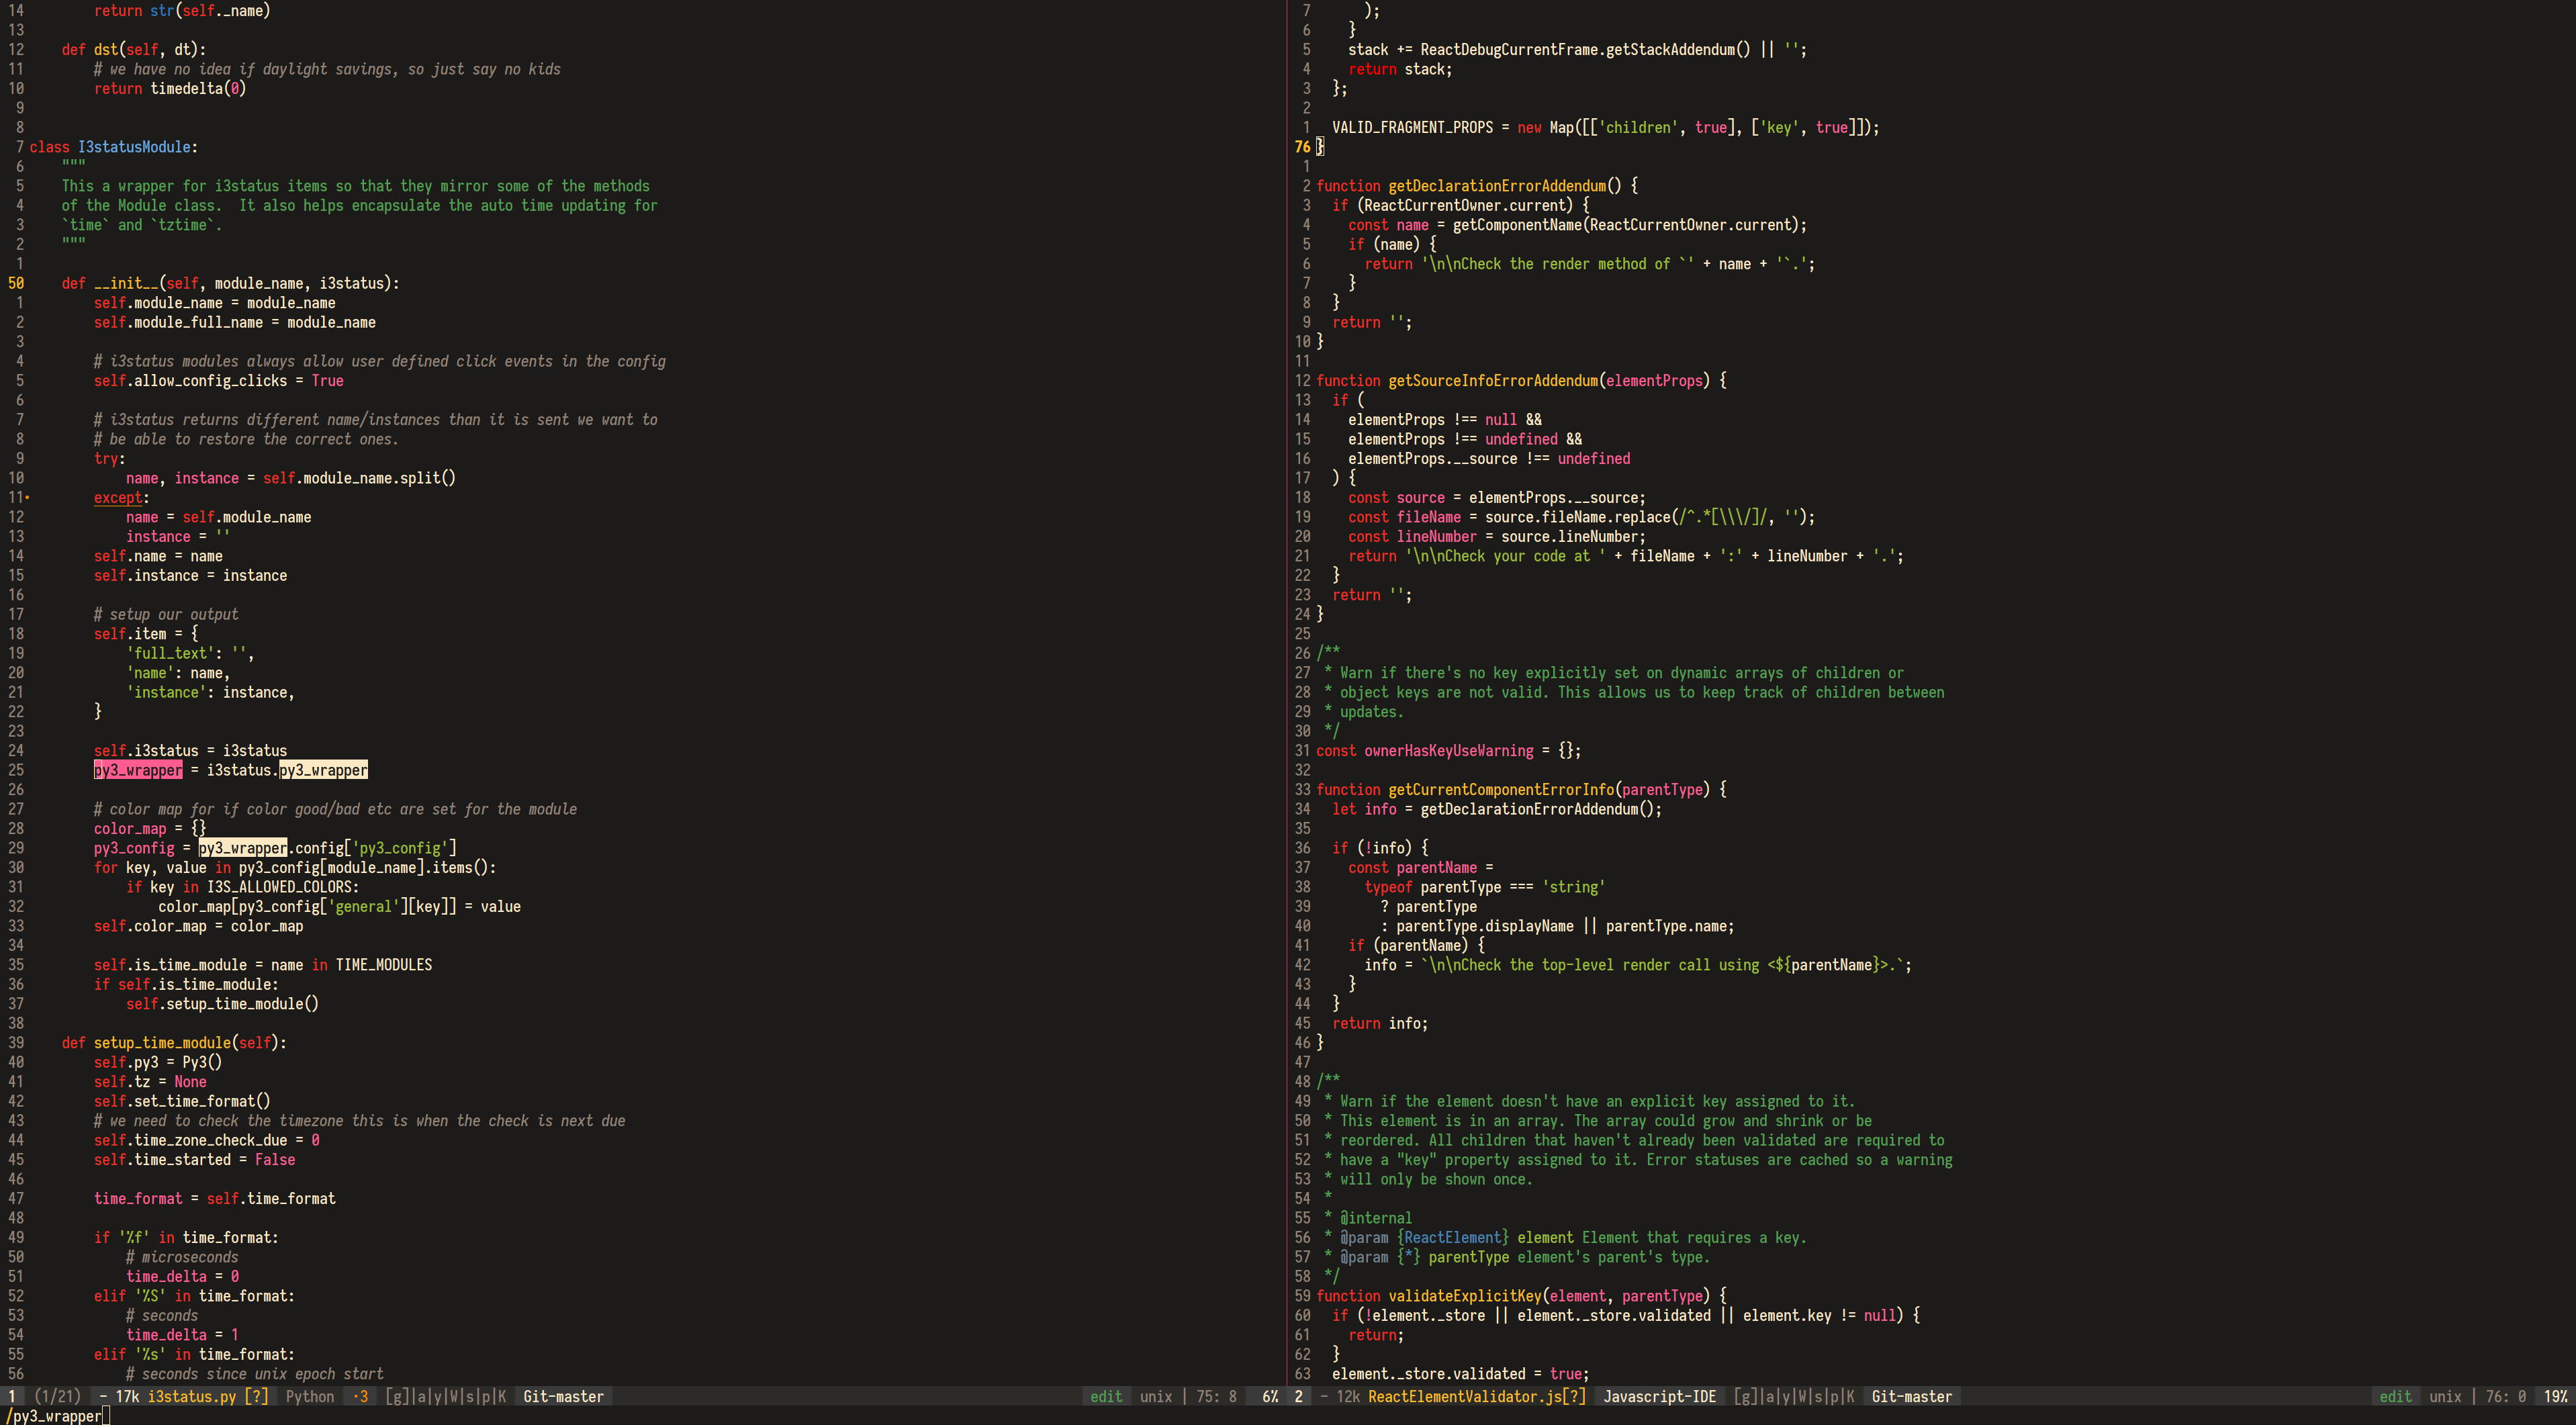 14         return str(self._name)
13
12     def dst(self, dt):
11         # we have no idea if daylight savings, so just say no kids
10         return timedelta(0)
9
8
7 class I3statusModule:
6     """
5     This a wrapper for i3status items so that they mirror some of the methods
4     of the Module class.  It also helps encapsulate the auto time updating for
3     `time` and `tztime`.
2     """
1
50     def __init__(self, module_name, i3status):
1         self.module_name = module_name
2         self.module_full_name = module_name
3
4         # i3status modules always allow user defined click events in the config
5         self.allow_config_clicks = True
6
7         # i3status returns different name/instances than it is sent we want to
8         # be able to restore the correct ones.
9         try:
10             name, instance = self.module_name.split()
11•        except:
12             name = self.module_name
13             instance = ''
14         self.name = name
15         self.instance = instance
16
17         # setup our output
18         self.item = {
19             'full_text': '',
20             'name': name,
21             'instance': instance,
22         }
23
24         self.i3status = i3status
25         py3_wrapper = i3status.py3_wrapper
26
27         # color map for if color good/bad etc are set for the module
28         color_map = {}
29         py3_config = py3_wrapper.config['py3_config']
30         for key, value in py3_config[module_name].items():
31             if key in I3S_ALLOWED_COLORS:
32                 color_map[py3_config['general'][key]] = value
33         self.color_map = color_map
34
35         self.is_time_module = name in TIME_MODULES
36         if self.is_time_module:
37             self.setup_time_module()
38
39     def setup_time_module(self):
40         self.py3 = Py3()
41         self.tz = None
42         self.set_time_format()
43         # we need to check the timezone this is when the check is next due
44         self.time_zone_check_due = 0
45         self.time_started = False
46
47         time_format = self.time_format
48
49         if '%f' in time_format:
50             # microseconds
51             time_delta = 0
52         elif '%S' in time_format:
53             # seconds
54             time_delta = 1
55         elif '%s' in time_format:
56             # seconds since unix epoch start
1 (1/21) - 17k i3status.py [?] Python ·3 [g]|a|y|W|s|p|K Git-master edit unix | 75: 8 6%
/py3_wrapper
7       );
6     }
5     stack += ReactDebugCurrentFrame.getStackAddendum() || '';
4     return stack;
3   };
2
1   VALID_FRAGMENT_PROPS = new Map([['children', true], ['key', true]]);
76 }
1
2 function getDeclarationErrorAddendum() {
3   if (ReactCurrentOwner.current) {
4     const name = getComponentName(ReactCurrentOwner.current);
5     if (name) {
6       return '\n\nCheck the render method of `' + name + '`.';
7     }
8   }
9   return '';
10 }
11
12 function getSourceInfoErrorAddendum(elementProps) {
13   if (
14     elementProps !== null &&
15     elementProps !== undefined &&
16     elementProps.__source !== undefined
17   ) {
18     const source = elementProps.__source;
19     const fileName = source.fileName.replace(/^.*[\\\/]/, '');
20     const lineNumber = source.lineNumber;
21     return '\n\nCheck your code at ' + fileName + ':' + lineNumber + '.';
22   }
23   return '';
24 }
25
26 /**
27  * Warn if there's no key explicitly set on dynamic arrays of children or
28  * object keys are not valid. This allows us to keep track of children between
29  * updates.
30  */
31 const ownerHasKeyUseWarning = {};
32
33 function getCurrentComponentErrorInfo(parentType) {
34   let info = getDeclarationErrorAddendum();
35
36   if (!info) {
37     const parentName =
38       typeof parentType === 'string'
39         ? parentType
40         : parentType.displayName || parentType.name;
41     if (parentName) {
42       info = `\n\nCheck the top-level render call using <${parentName}>.`;
43     }
44   }
45   return info;
46 }
47
48 /**
49  * Warn if the element doesn't have an explicit key assigned to it.
50  * This element is in an array. The array could grow and shrink or be
51  * reordered. All children that haven't already been validated are required to
52  * have a "key" property assigned to it. Error statuses are cached so a warning
53  * will only be shown once.
54  *
55  * @internal
56  * @param {ReactElement} element Element that requires a key.
57  * @param {*} parentType element's parent's type.
58  */
59 function validateExplicitKey(element, parentType) {
60   if (!element._store || element._store.validated || element.key != null) {
61     return;
62   }
63   element._store.validated = true;
2 - 12k ReactElementValidator.js[?] Javascript-IDE [g]|a|y|W|s|p|K Git-master edit unix | 76: 0 19%